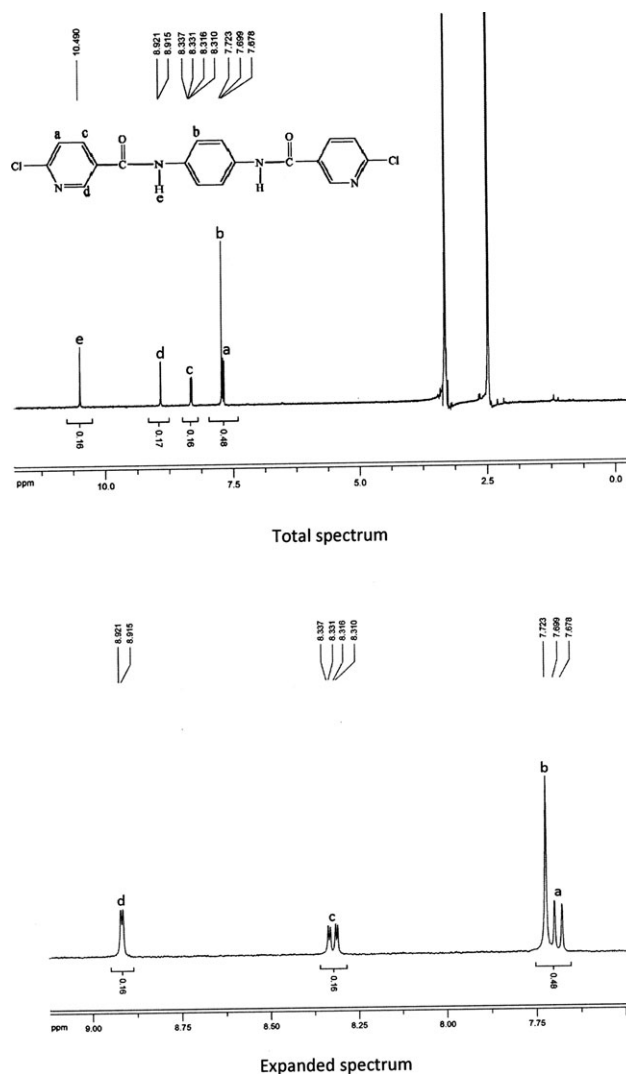 10.490
8.921
8.915
8.337
8.331
8.316
8.310
7.723
7.699
7.678
a c O b O
Cl N d C N H e N H C N Cl
b
e d c a
0.16 0.17 0.16 0.48
ppm 10.0 7.5 5.0 2.5 0.0
Total spectrum
8.921
8.915
8.337
8.331
8.316
8.310
7.723
7.699
7.678
b
d c a
0.16 0.16 0.48
ppm 9.00 8.75 8.50 8.25 8.00 7.75
Expanded spectrum